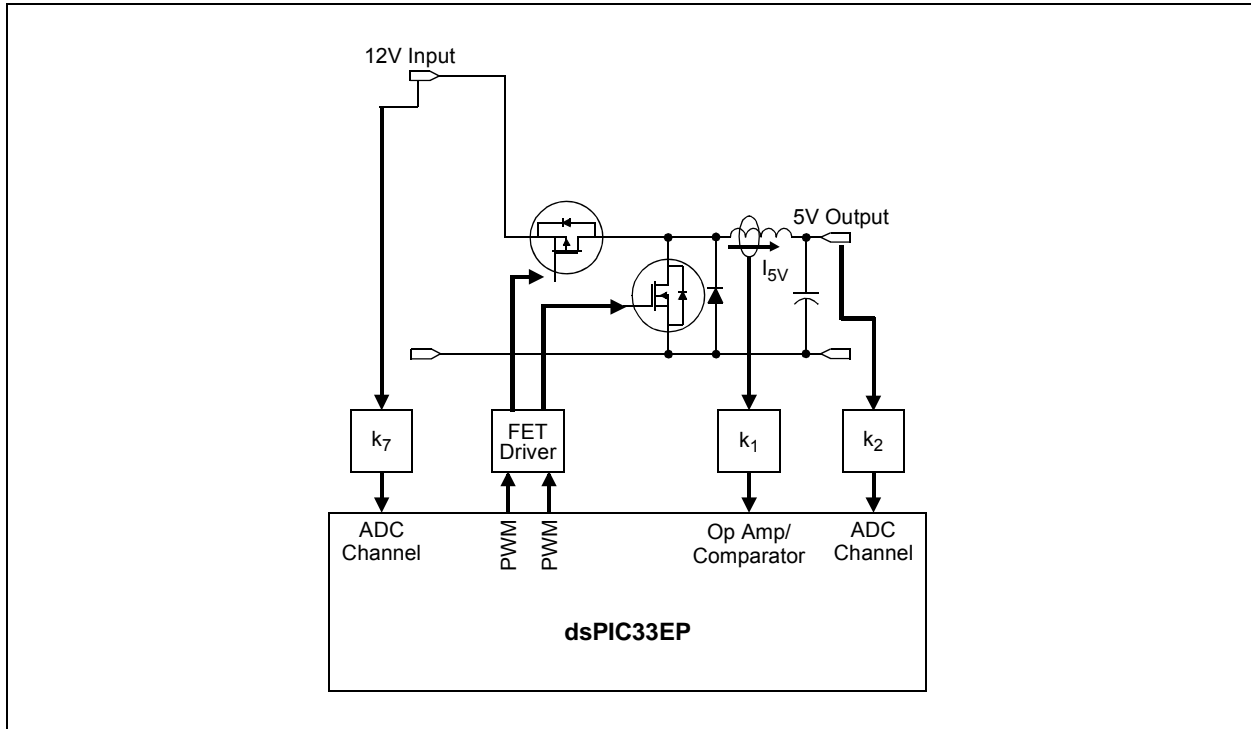 12V Input
5V Output
I5V
k7
FET
Driver
k1
k2
ADC
Channel
PWM
PWM
Op Amp/
Comparator
ADC
Channel
dsPIC33EP